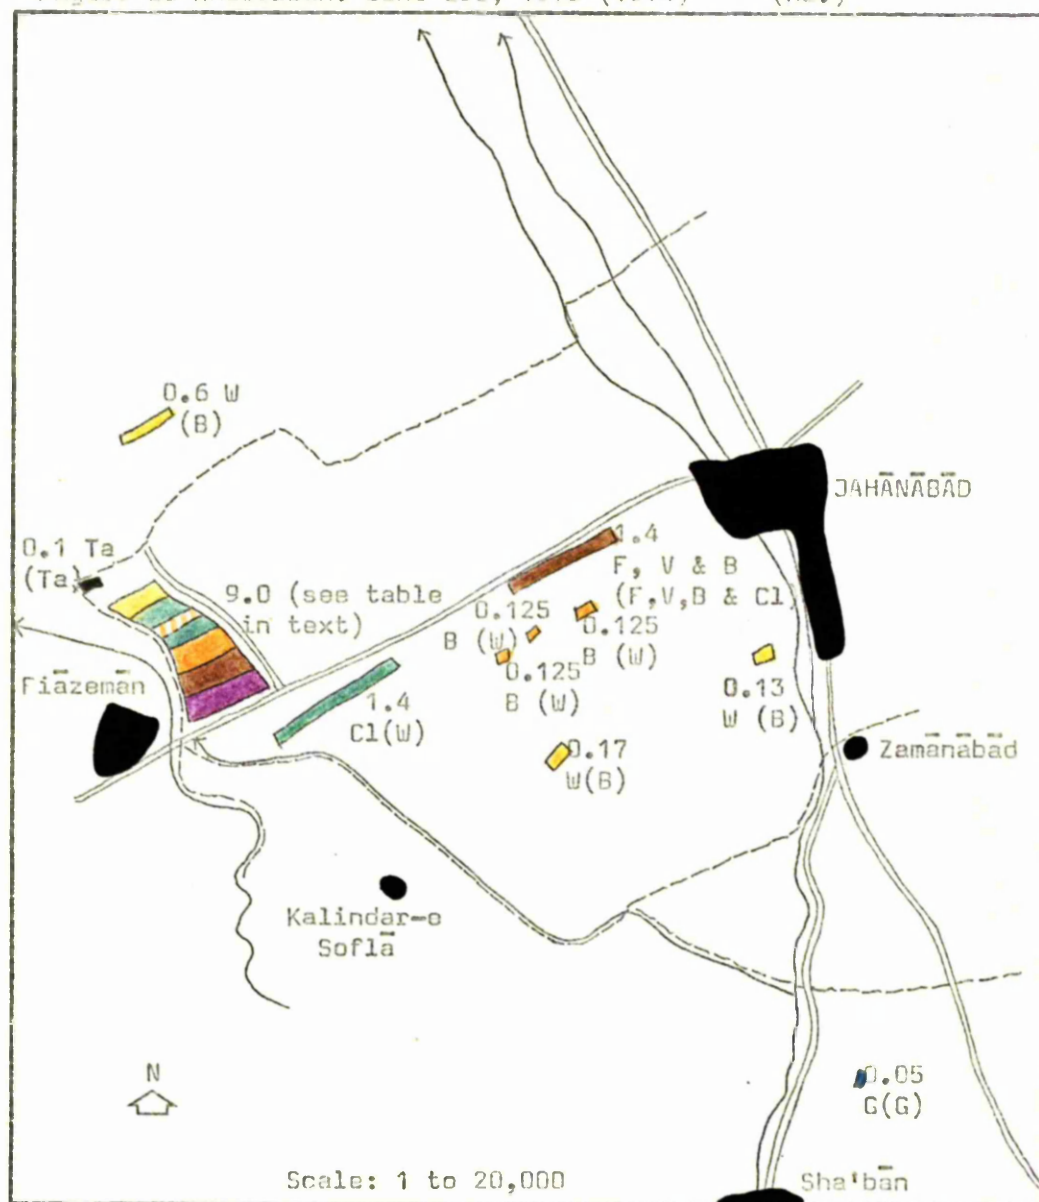 0.6 W
(B)
JAHĀNĀBĀD
0.1 Ta
(Ta)
9.0 (see table
in text)
1.4
F, V & B
(F,V,B & Cl
0.125
B (W)
0.125
B (W)
0.125
B (W)
Fīāzemān
1.4
Cl(W)
0.13
W (B)
0.17
W(B)
Zamānābād
Kalīndar-e
Soflā
N
0.05
G(G)
Scale: 1 to 20,000
Sha'bān